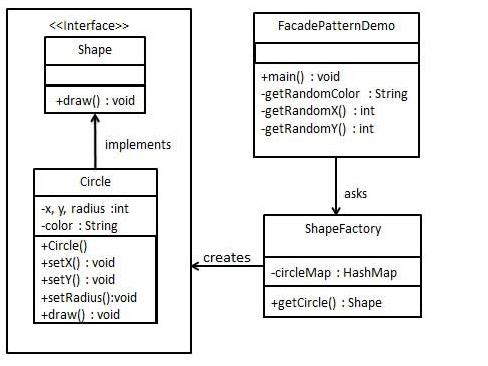 <<Interface>>
Shape
+draw() : void
implements
Circle
-x, y, radius :int
-color : String
+Circle()
+setX() : void
+setY() : void
+setRadius():void
+draw() : void
FacadePatternDemo
+main() : void
-getRandomColor : String
-getRandomX() : int
-getRandomY() : int
asks
ShapeFactory
-circleMap : HashMap
+getCircle() : Shape
creates